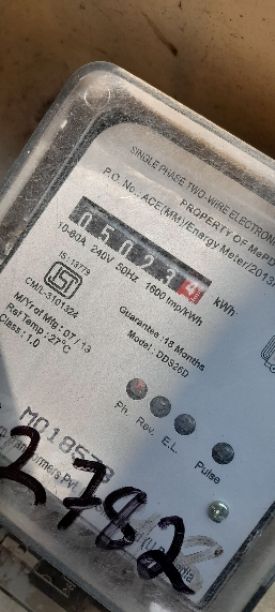 SINGLE PHASE TWO-WIRE ELECTRON
P.O. No.: ACE(MM)/Energy Meter/2013
PROPERTY OF MePD
050234 kWh
10-60A 240V 50Hz 1600 Imp/kWh
IS:13779
CM/L-3101324
Guarantee :18 Months
Model: DDS26D
M/Yr of Mfg : 07 / 13
Ref Temp : 27°C
Class : 1.0
Ph. Rev. E.L. Pulse
2782